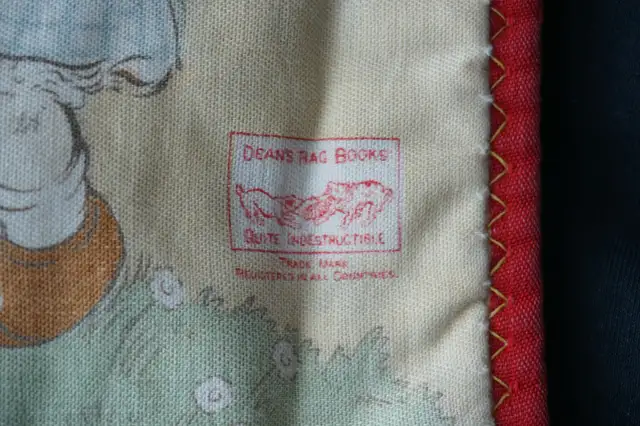 DEAN'S RAG BOOKS
QUITE INDESTRUCTIBLE
TRADE MARK
REGISTERED IN ALL COUNTRIES.